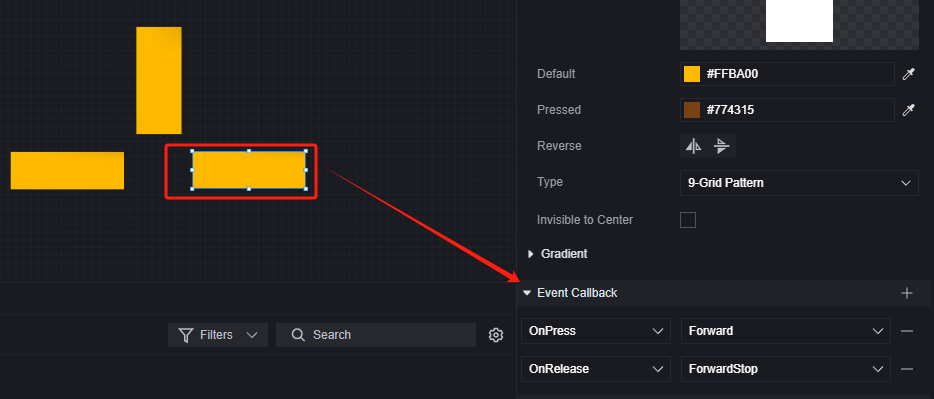 Default
#FFBA00
Pressed
#774315
Reverse
Type
9-Grid Pattern
Invisible to Center
Gradient
Event Callback
OnPress
Forward
OnRelease
ForwardStop
Filters
Search